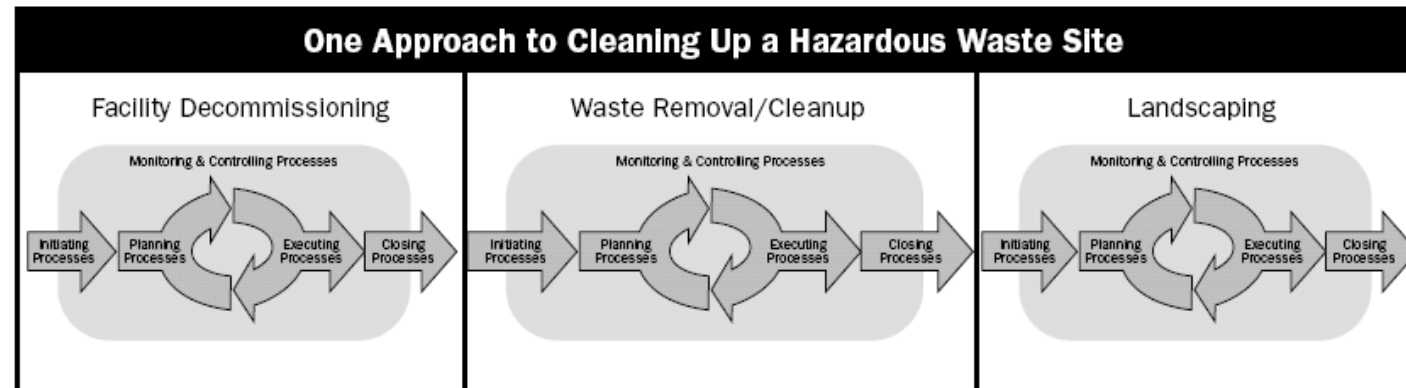 One Approach to Cleaning Up a Hazardous Waste Site
Facility Decommissioning
Monitoring & Controlling Processes
Initiating
Processes
Planning
Processes
Executing
Processes
Closing
Processes
Waste Removal/Cleanup
Monitoring & Controlling Processes
Initiating
Processes
Planning
Processes
Executing
Processes
Closing
Processes
Landscaping
Monitoring & Controlling Processes
Initiating
Processes
Planning
Processes
Executing
Processes
Closing
Processes